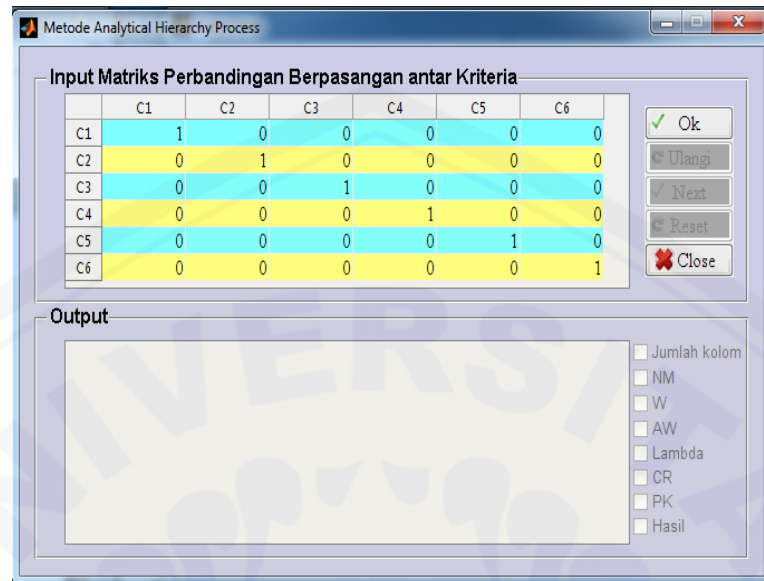 Metode Analytical Hierarchy Process
Input Matriks Perbandingan Berpasangan antar Kriteria
C1 C2 C3 C4 C5 C6
C1 1 0 0 0 0 0
C2 0 1 0 0 0 0
C3 0 0 1 0 0 0
C4 0 0 0 1 0 0
C5 0 0 0 0 1 0
C6 0 0 0 0 0 1
Ok
Ulangi
Next
Reset
Close
Output
Jumlah kolom
NM
W
AW
Lambda
CR
PK
Hasil
NIVERSITA